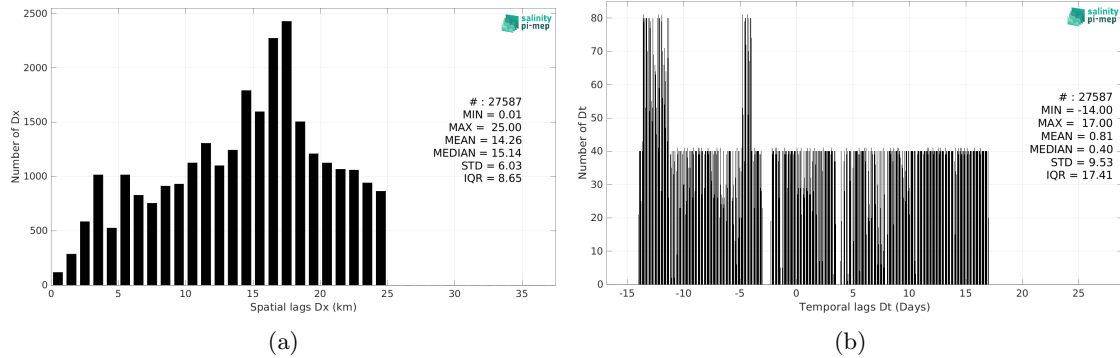 2500
2000
1500
1000
500
0
0
5
10
15
20
25
30
35
Number of Dx
Spatial lags Dx (km)
salinity
pi-mep
# : 27587
MIN = 0.01
MAX = 25.00
MEAN = 14.26
MEDIAN = 15.14
STD = 6.03
IQR = 8.65
(a)
80
70
60
50
40
30
20
10
0
-15
-10
-5
0
5
10
15
20
25
Number of Dt
Temporal lags Dt (Days)
salinity
pi-mep
# : 27587
MIN = -14.00
MAX = 17.00
MEAN = 0.81
MEDIAN = 0.40
STD = 9.53
IQR = 17.41
(b)